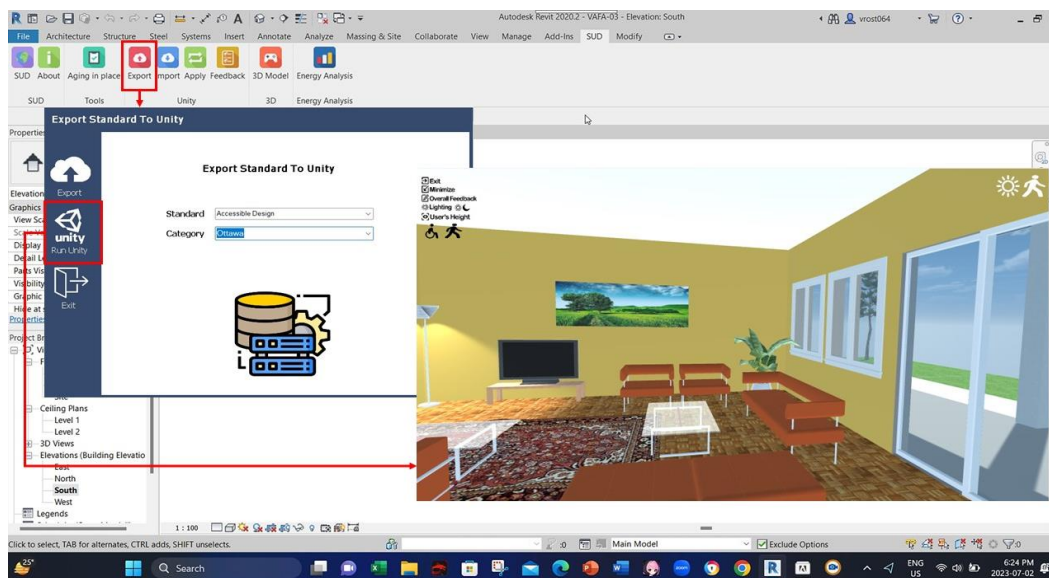 Autodesk Revit 2020.2 - VAFA-03 - Elevation: South
vrost064
File Architecture Structure Steel Systems Insert Annotate Analyze Massing & Site Collaborate View Manage Add-Ins SUD Modify
SUD About Aging in place Export Import Apply Feedback 3D Model Energy Analysis
SUD Tools Unity 3D Energy Analysis
Export Standard To Unity
Export Standard To Unity
Export
Standard Accessible Design
Category Ottawa
unity
Run Unity
Exit
Exit
Minimize
Overall Feedback
Lighting
User's Height
Elevation
Graphics
Display
Ceiling Plans
Level 1
Level 2
3D Views
Elevations (Building Elevatio
East
North
South
West
Legends
1 : 100
Click to select, TAB for alternates, CTRL adds, SHIFT unselects.
:0
Main Model
Exclude Options
:0
25°
Search
ENG
US
6:24 PM
2023-07-02